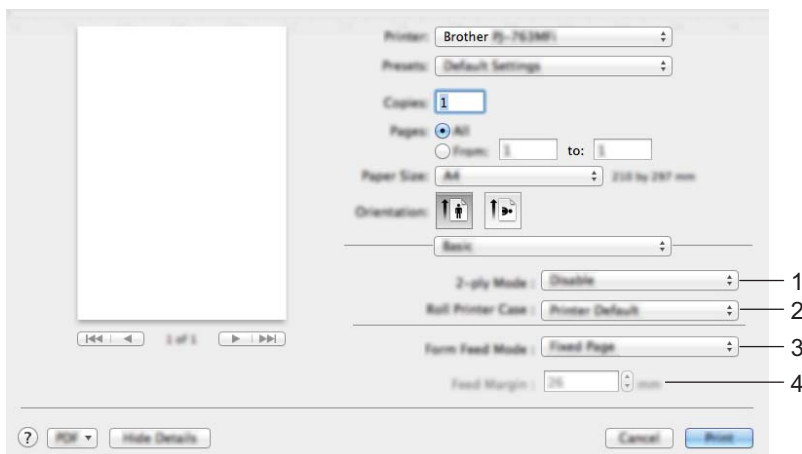 Printer: Brother PJ-763MFi
Presets: Default Settings
Copies: 1
Pages: All
From: 1 to: 1
Paper Size: A4 210 by 297 mm
Orientation:
Basic
2-ply Mode : Disable 1
Roll Printer Case : Printer Default 2
1 of 1
Form Feed Mode : Fixed Page 3
Feed Margin : 26 mm 4
? PDF Hide Details Cancel Print